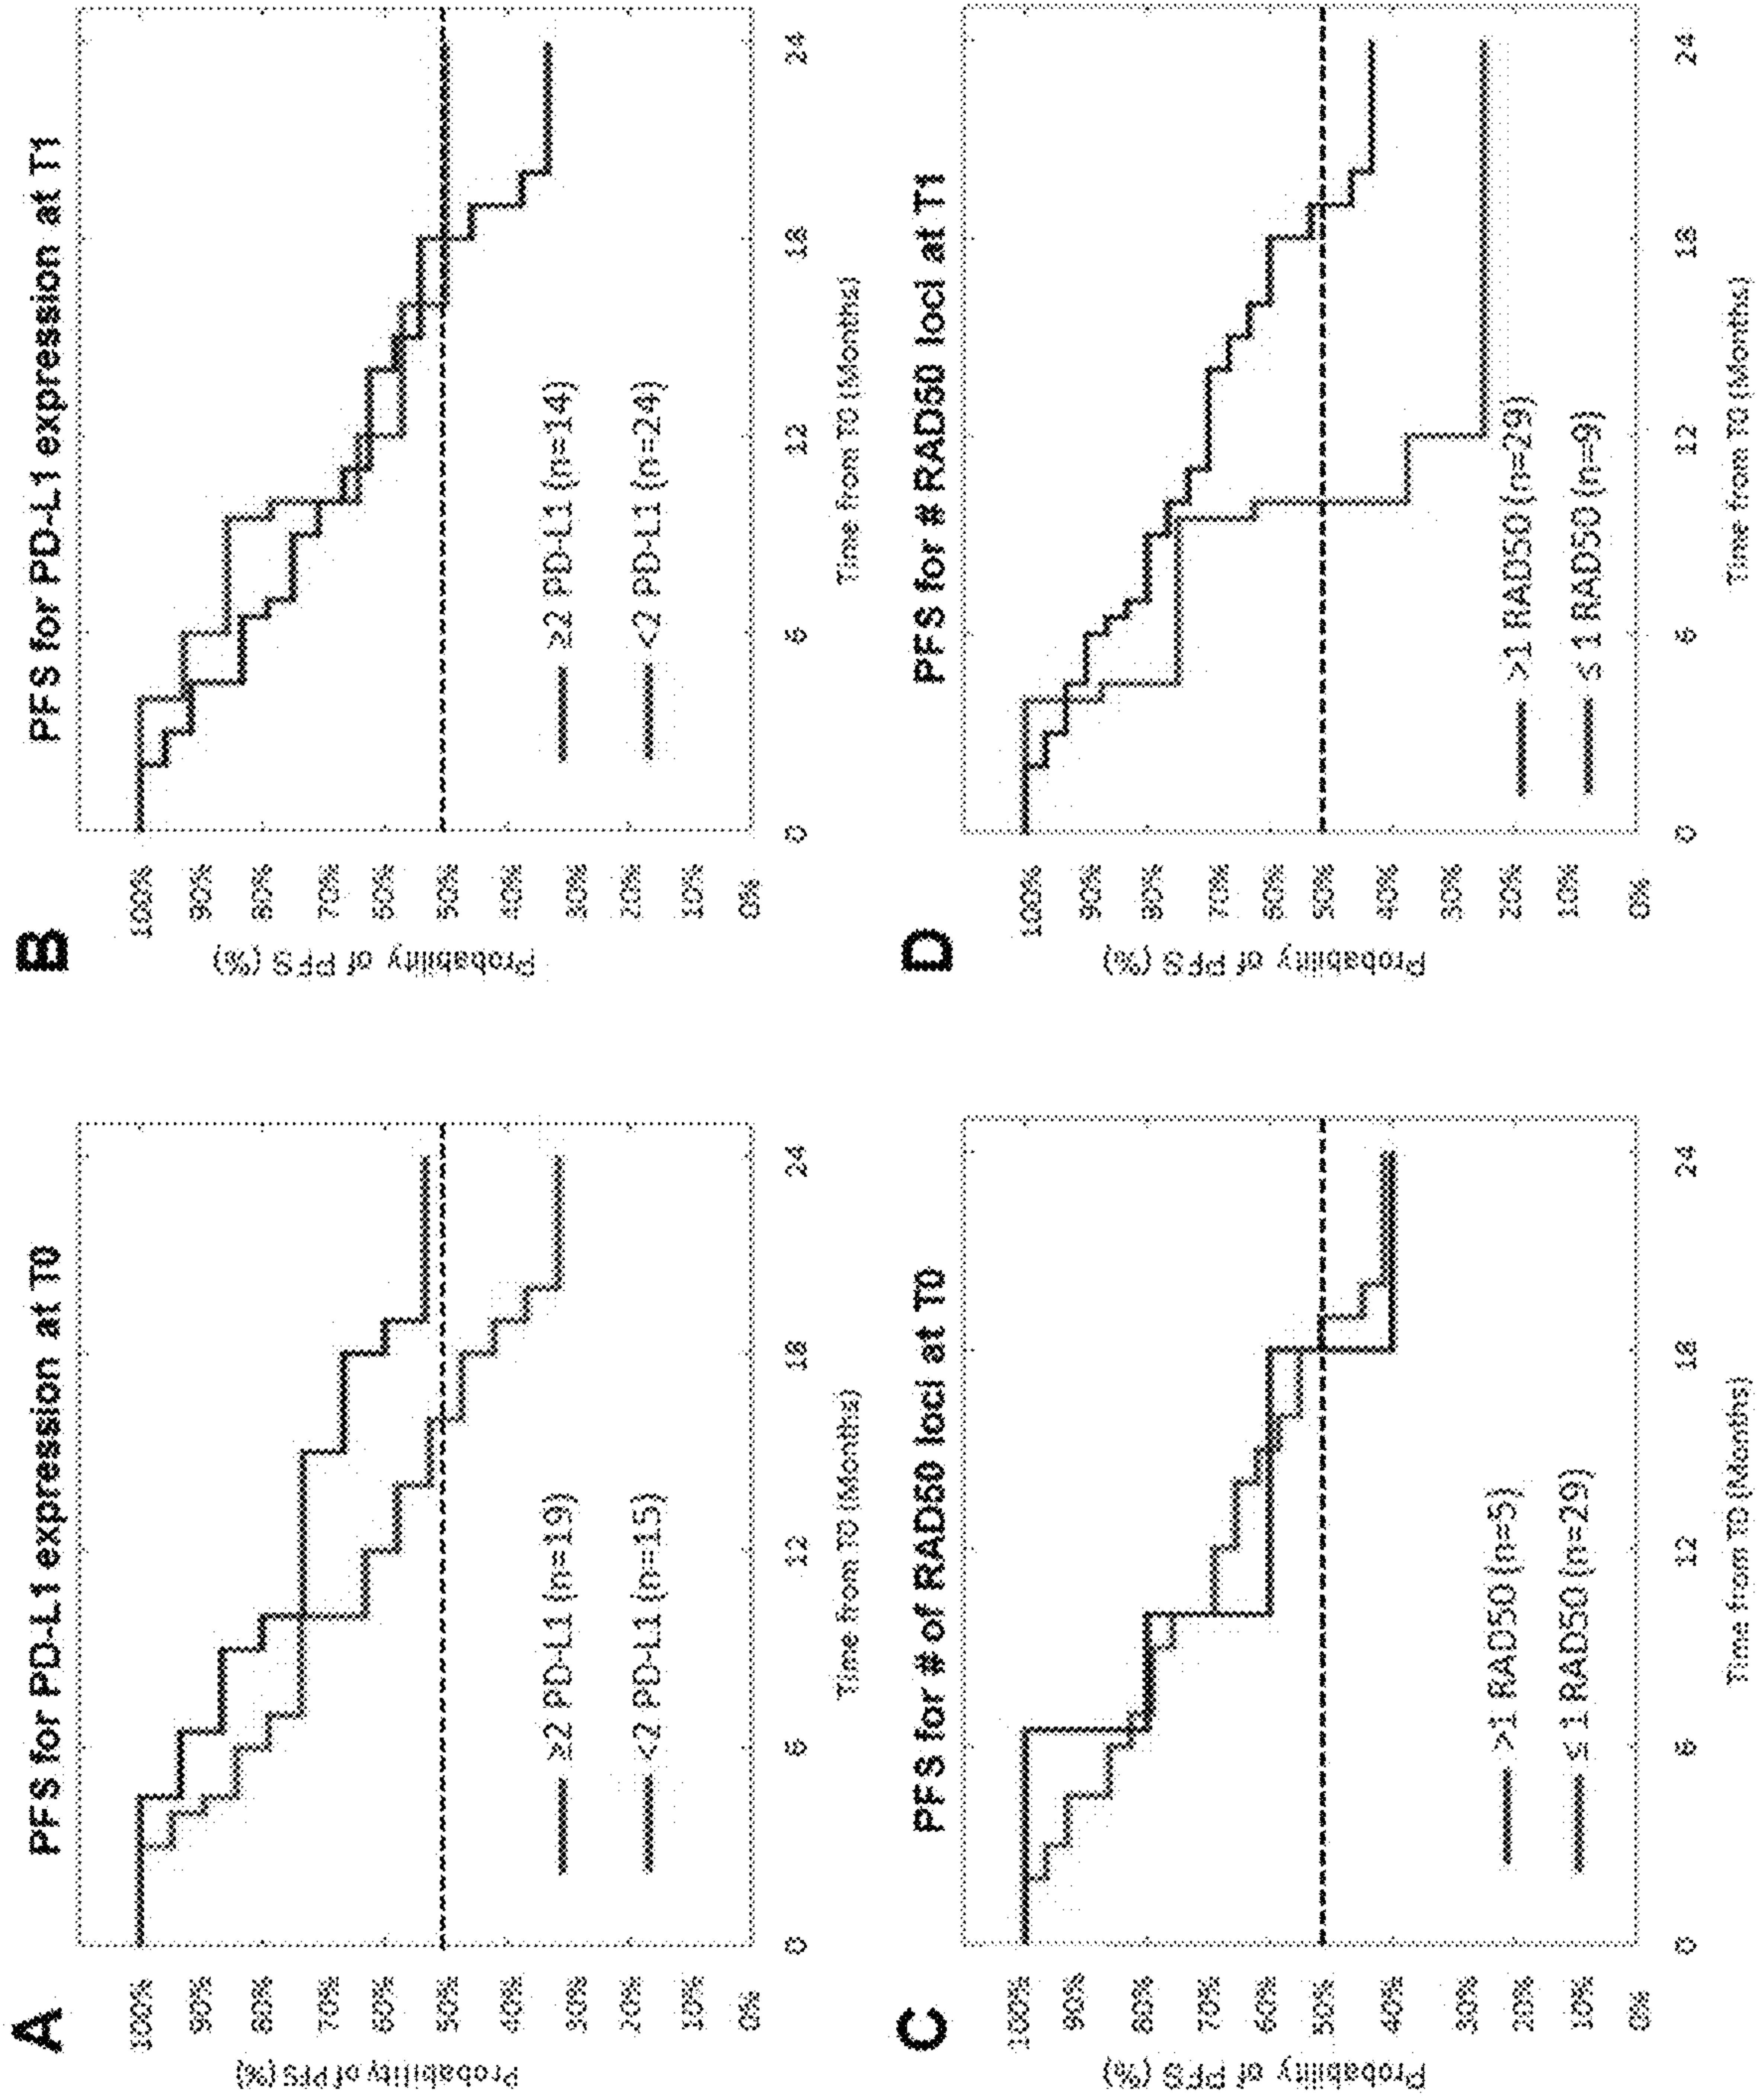 A
PFS for PD-L1 expression at T0
Probability of PFS (%)
100%
90%
80%
70%
60%
50%
40%
30%
20%
10%
0%
≥2 PD-L1 (n=19)
<2 PD-L1 (n=15)
0
6
12
18
24
Time from T0 (Months)
B
PFS for PD-L1 expression at T1
Probability of PFS (%)
100%
90%
80%
70%
60%
50%
40%
30%
20%
10%
0%
≥2 PD-L1 (n=14)
<2 PD-L1 (n=24)
0
6
12
18
24
Time from T0 (Months)
C
PFS for # of RAD50 loci at T0
Probability of PFS (%)
100%
90%
80%
70%
60%
50%
40%
30%
20%
10%
0%
>1 RAD50 (n=5)
≤ 1 RAD50 (n=29)
0
6
12
18
24
Time from T0 (Months)
D
PFS for # RAD50 loci at T1
Probability of PFS (%)
100%
90%
80%
70%
60%
50%
40%
30%
20%
10%
0%
>1 RAD50 (n=29)
≤ 1 RAD50 (n=9)
0
6
12
18
24
Time from T0 (Months)